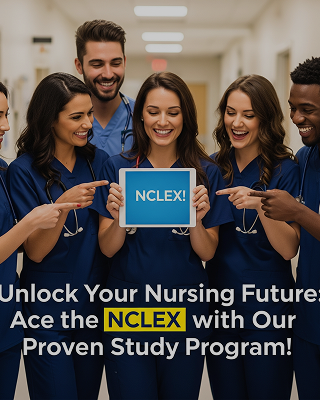 NCLEX!
Unlock Your Nursing Future:
Ace the NCLEX with Our
Proven Study Program!